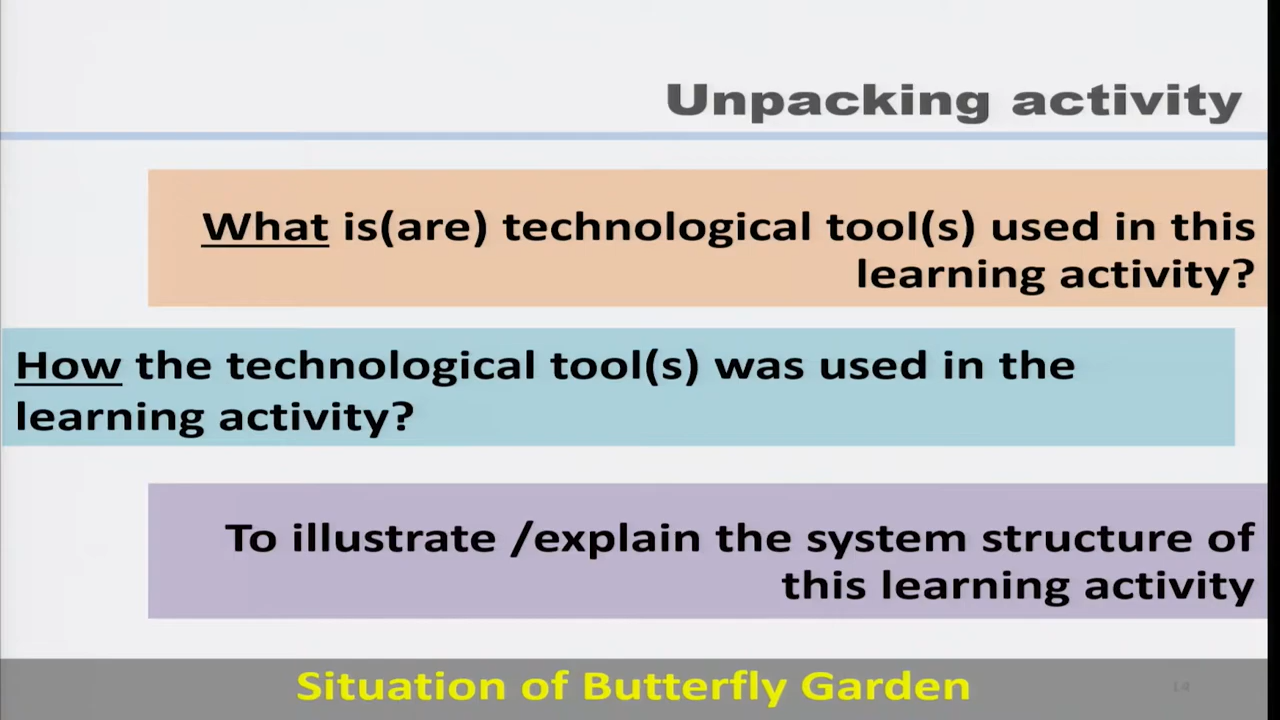 Unpacking activity
What is(are) technological tool(s) used in this
learning activity?
How the technological tool(s) was used in the
learning activity?
To illustrate /explain the system structure of
this learning activity
Situation of Butterfly Garden
14